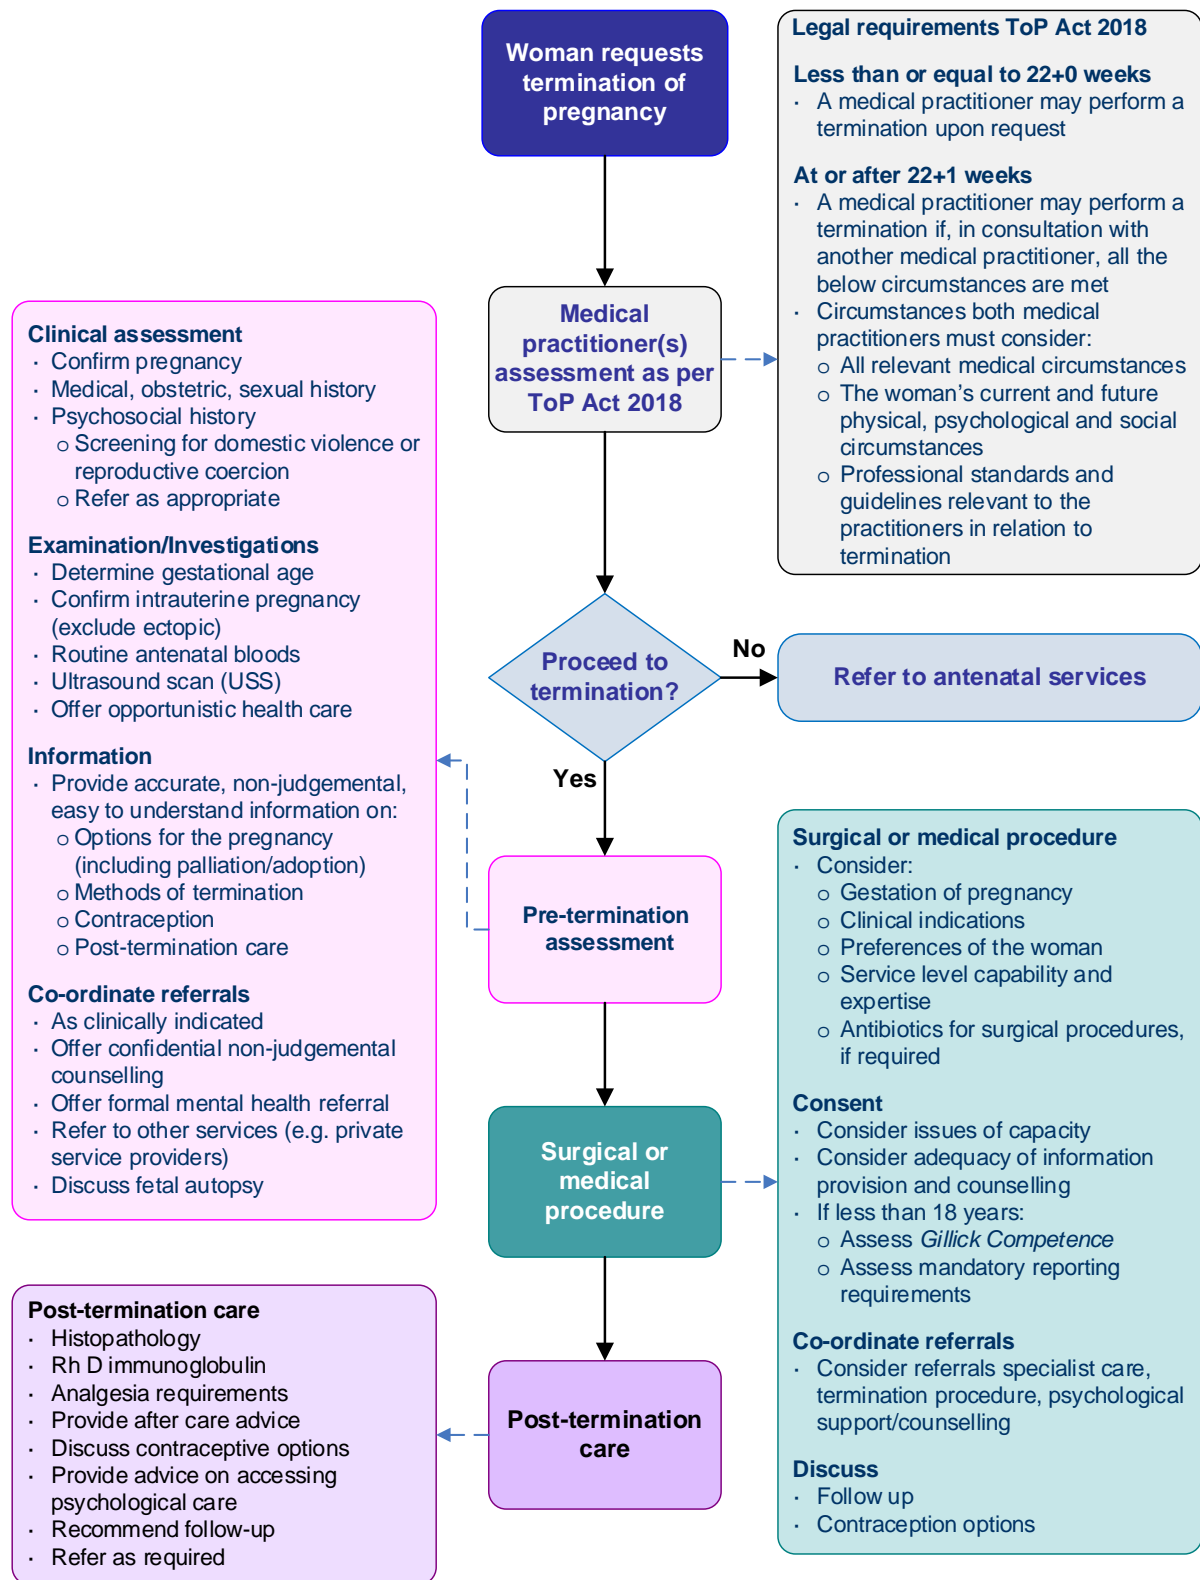 Woman requests
termination of
pregnancy
Legal requirements ToP Act 2018
Less than or equal to 22+0 weeks
· A medical practitioner may perform a
termination upon request
At or after 22+1 weeks
· A medical practitioner may perform a
termination if, in consultation with
another medical practitioner, all the
below circumstances are met
· Circumstances both medical
practitioners must consider:
o All relevant medical circumstances
o The woman's current and future
physical, psychological and social
circumstances
o Professional standards and
guidelines relevant to the
practitioners in relation to
termination
Medical
practitioner(s)
assessment as per
ToP Act 2018
Clinical assessment
· Confirm pregnancy
· Medical, obstetric, sexual history
· Psychosocial history
o Screening for domestic violence or
reproductive coercion
o Refer as appropriate
Examination/Investigations
· Determine gestational age
· Confirm intrauterine pregnancy
(exclude ectopic)
· Routine antenatal bloods
· Ultrasound scan (USS)
· Offer opportunistic health care
Information
· Provide accurate, non-judgemental,
easy to understand information on:
o Options for the pregnancy
(including palliation/adoption)
o Methods of termination
o Contraception
o Post-termination care
Co-ordinate referrals
· As clinically indicated
· Offer confidential non-judgemental
counselling
· Offer formal mental health referral
· Refer to other services (e.g. private
service providers)
· Discuss fetal autopsy
Proceed to
termination?
No
Refer to antenatal services
Yes
Pre-termination
assessment
Surgical or medical procedure
· Consider:
o Gestation of pregnancy
o Clinical indications
o Preferences of the woman
o Service level capability and
expertise
o Antibiotics for surgical procedures,
if required
Consent
· Consider issues of capacity
· Consider adequacy of information
provision and counselling
· If less than 18 years:
o Assess Gillick Competence
o Assess mandatory reporting
requirements
Co-ordinate referrals
· Consider referrals specialist care,
termination procedure, psychological
support/counselling
Discuss
· Follow up
· Contraception options
Surgical or
medical
procedure
Post-termination care
· Histopathology
· Rh D immunoglobulin
· Analgesia requirements
· Provide after care advice
· Discuss contraceptive options
· Provide advice on accessing
psychological care
· Recommend follow-up
· Refer as required
Post-termination
care